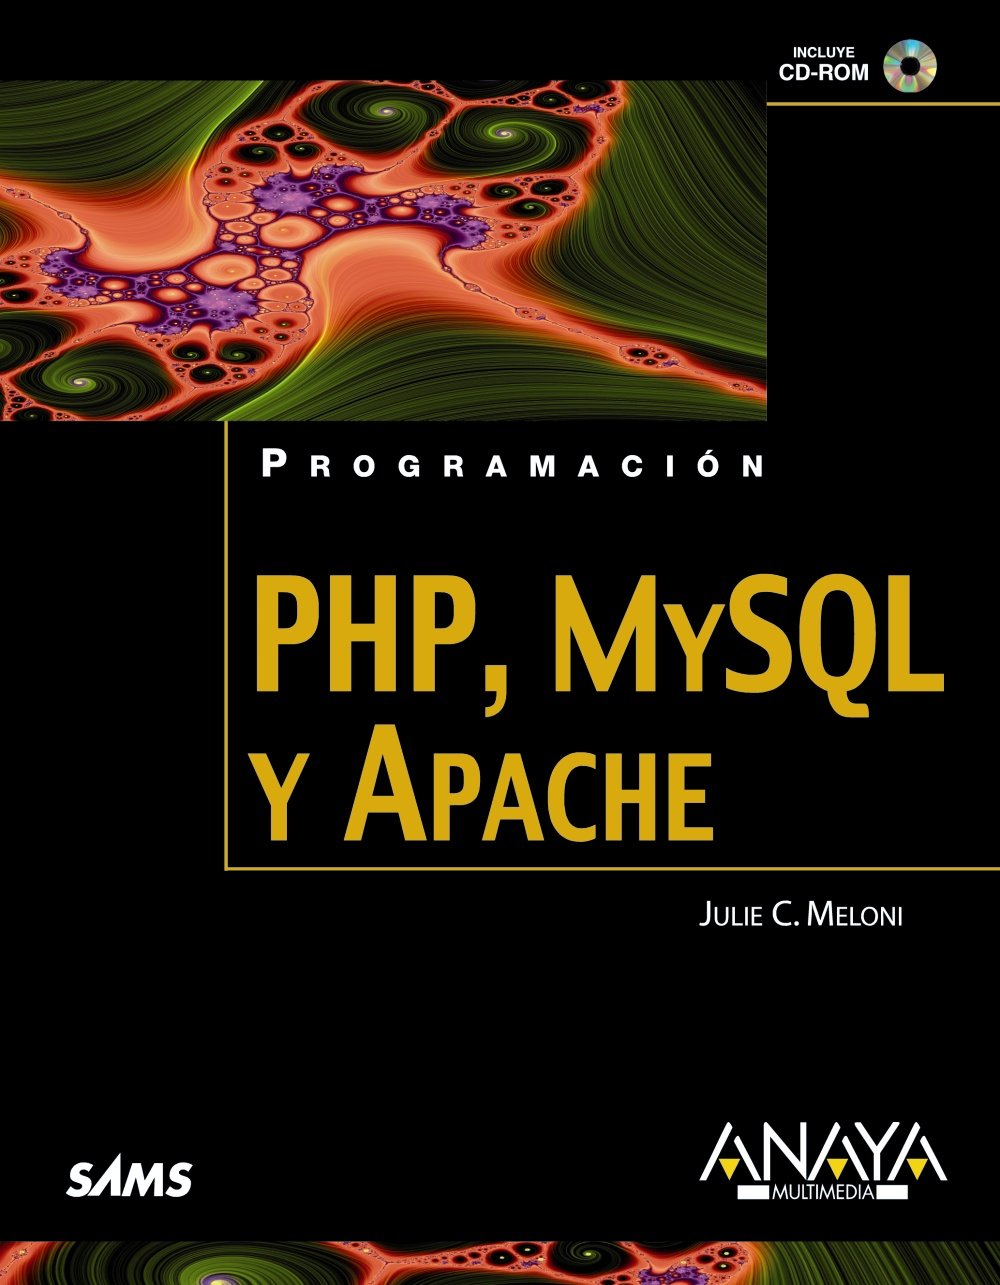 INCLUYE
CD-ROM
PROGRAMACIÓN
PHP, MYSQL
Y APACHE
JULIE C. MELONI
SAMS
ANAYA
MULTIMEDIA